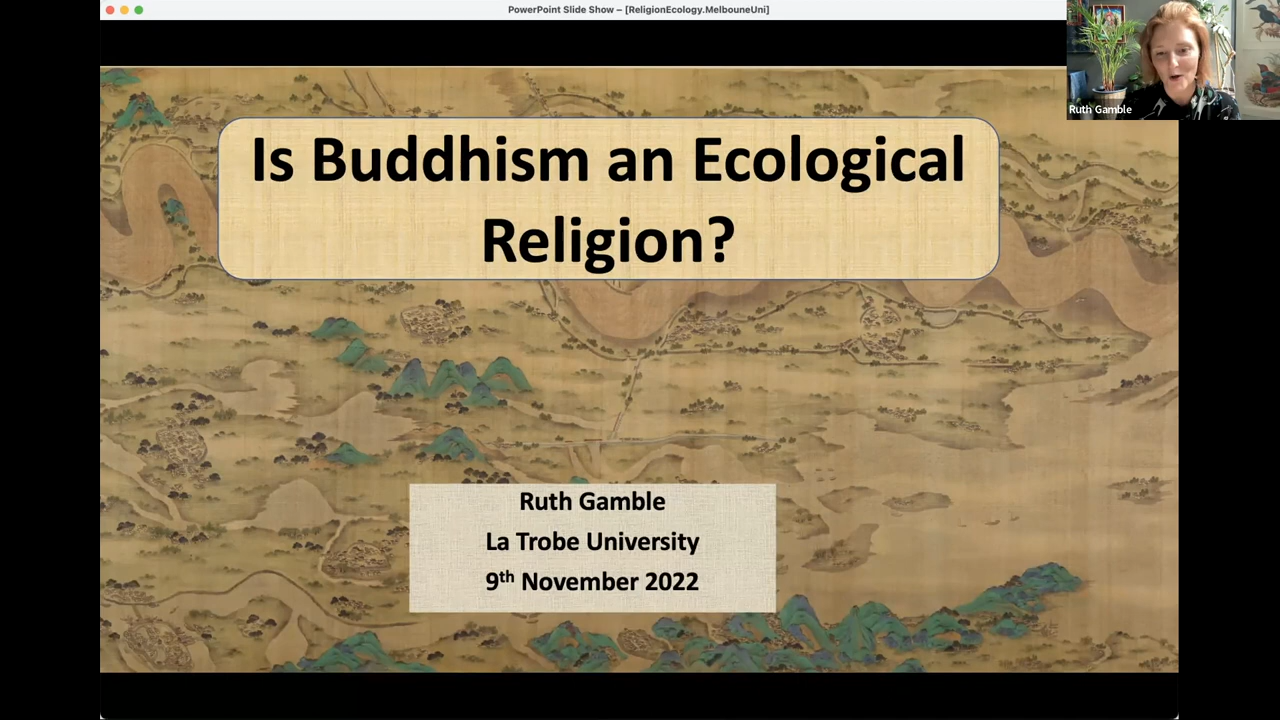 PowerPoint Slide Show – [ReligionEcology.MelbouneUni]
Ruth Gamble
Is Buddhism an Ecological
Religion?
Ruth Gamble
La Trobe University
9th November 2022